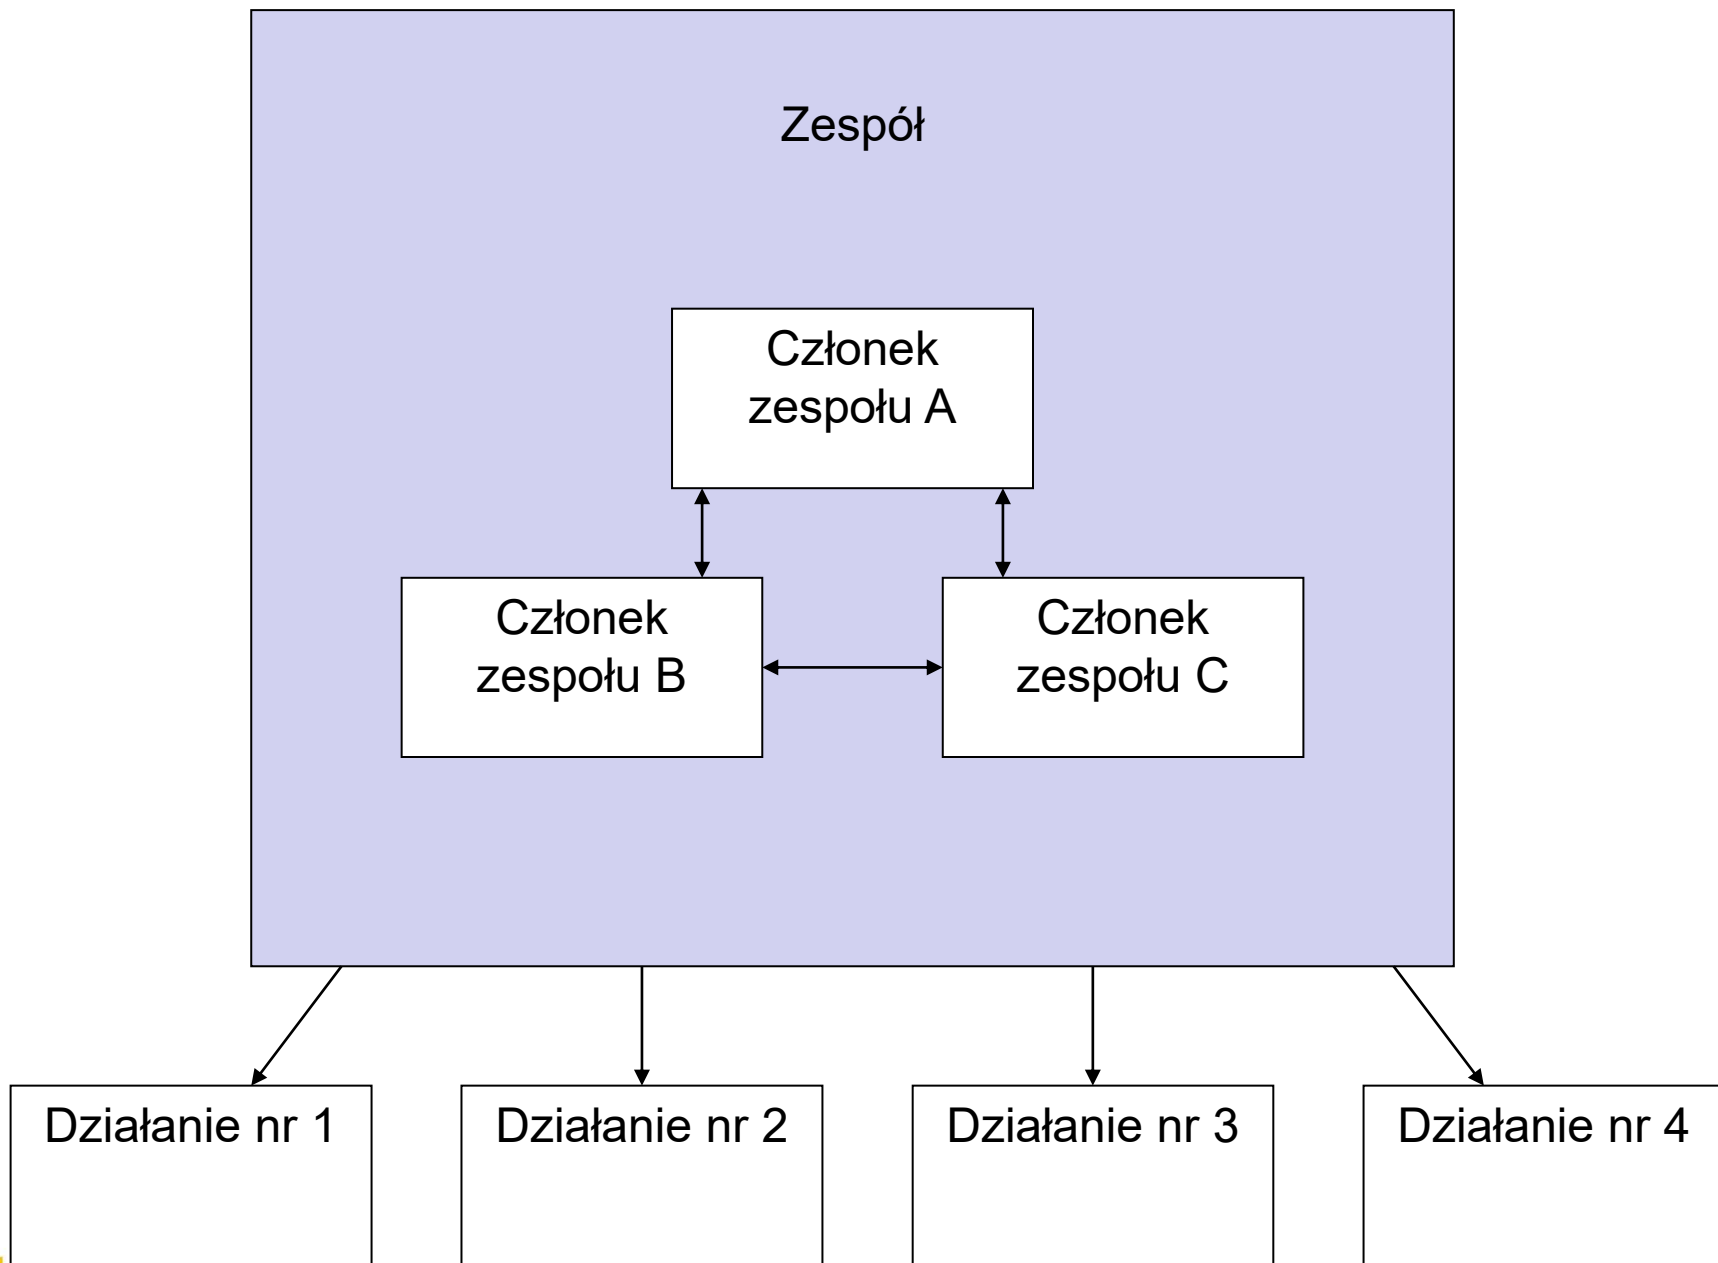 Zespół
Członek
zespołu A
Członek
zespołu B
Członek
zespołu C
Działanie nr 1
Działanie nr 2
Działanie nr 3
Działanie nr 4